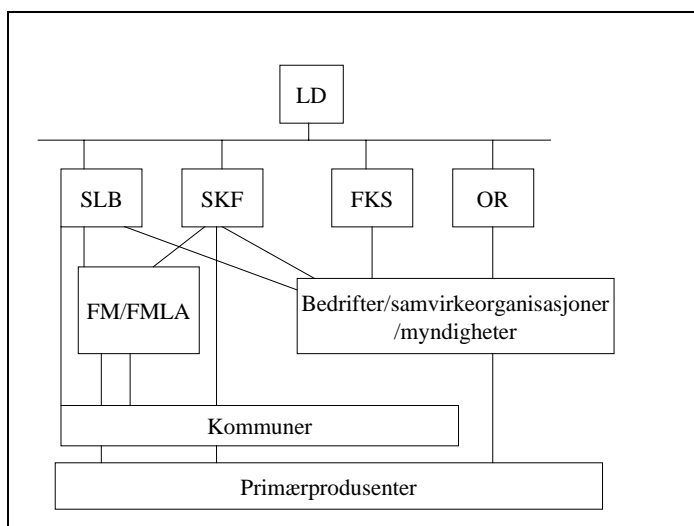 LD
SLB
SKF
FKS
OR
FM/FMLA
Bedrifter/samvirkeorganisasjoner
/myndigheter
Kommuner
Primærprodusenter